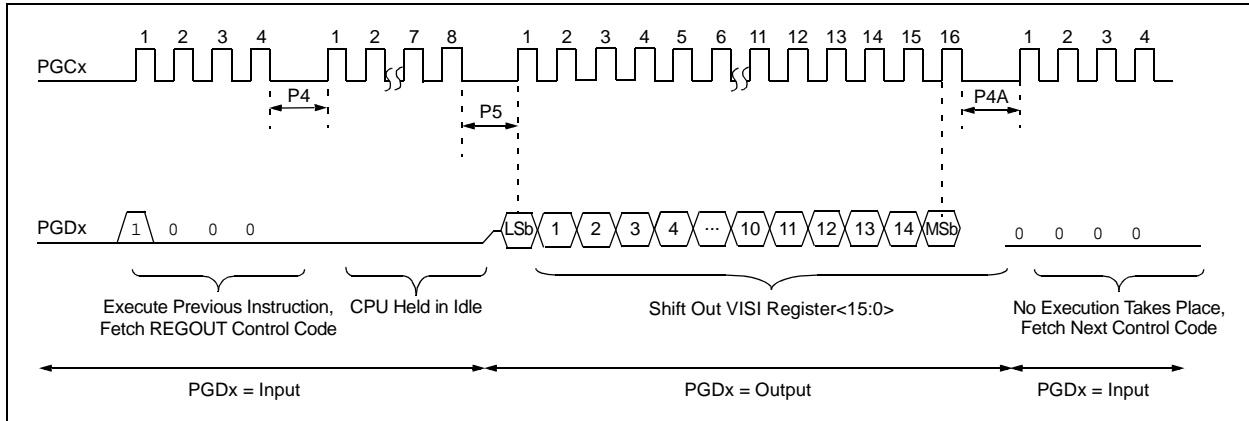 1 2 3 4 1 2 7 8 1 2 3 4 5 6 11 12 13 14 15 16 1 2 3 4
PGCx
P4 P5 P4A
PGDx
1 0 0 0 LSb 1 2 3 4 ... 10 11 12 13 14 MSb 0 0 0 0
Execute Previous Instruction, CPU Held in Idle Shift Out VISI Register<15:0> No Execution Takes Place,
Fetch REGOUT Control Code Fetch Next Control Code
PGDx = Input PGDx = Output PGDx = Input